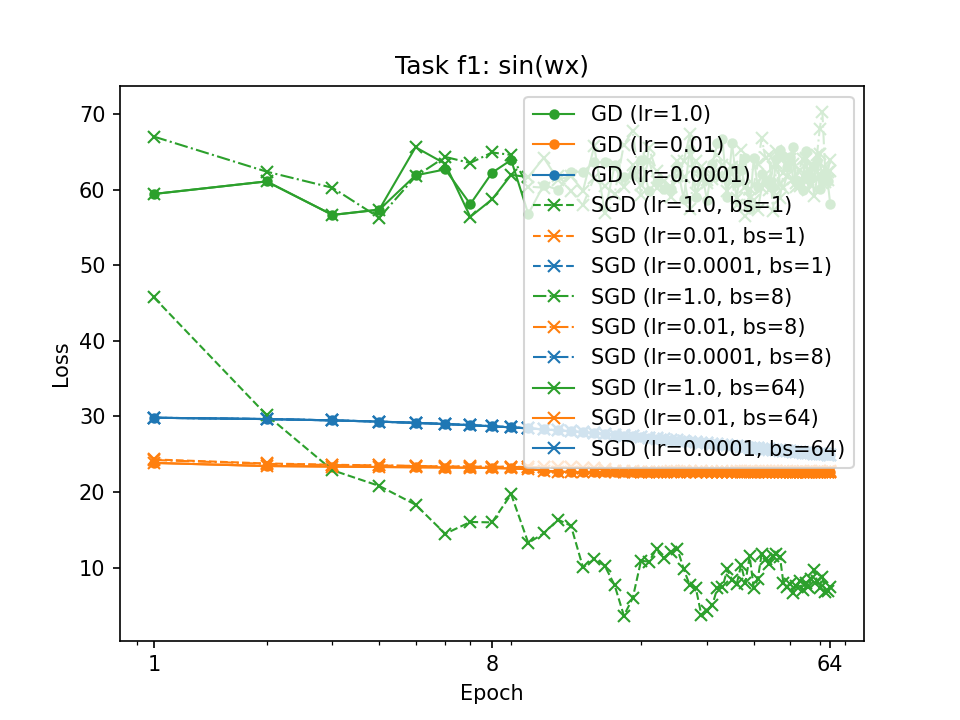 Task f1: sin(wx)
70
60
50
40
30
20
10
Loss
GD (lr=1.0)
GD (lr=0.01)
GD (lr=0.0001)
SGD (lr=1.0, bs=1)
SGD (lr=0.01, bs=1)
SGD (lr=0.0001, bs=1)
SGD (lr=1.0, bs=8)
SGD (lr=0.01, bs=8)
SGD (lr=0.0001, bs=8)
SGD (lr=1.0, bs=64)
SGD (lr=0.01, bs=64)
SGD (lr=0.0001, bs=64)
1
8
64
Epoch